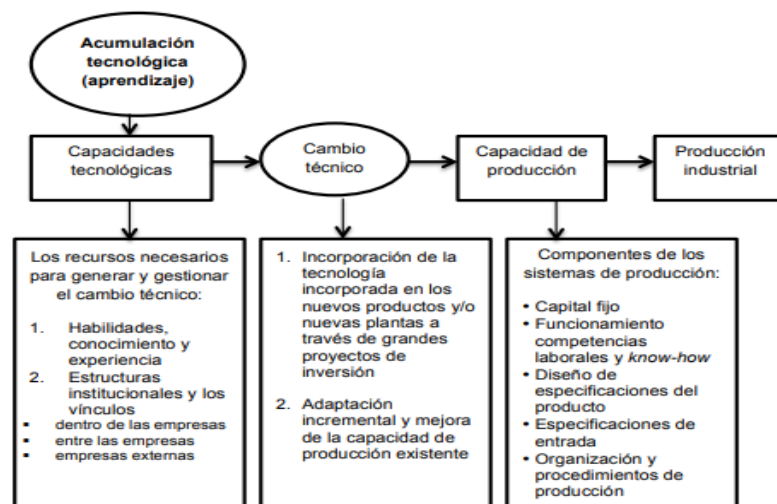 Acumulación
tecnológica
(aprendizaje)
Capacidades
tecnológicas
Cambio
técnico
Capacidad de
producción
Producción
industrial
Los recursos necesarios
para generar y gestionar
el cambio técnico:
1. Habilidades,
conocimiento y
experiencia
2. Estructuras
institucionales y los
vínculos
▪ dentro de las empresas
▪ entre las empresas
▪ empresas externas
1. Incorporación de la
tecnología
incorporada en los
nuevos productos y/o
nuevas plantas a
través de grandes
proyectos de
inversión
2. Adaptación
incremental y mejora
de la capacidad de
producción existente
Componentes de los
sistemas de producción:
• Capital fijo
• Funcionamiento
competencias
laborales y know-how
• Diseño de
especificaciones del
producto
• Especificaciones de
entrada
• Organización y
procedimientos de
producción